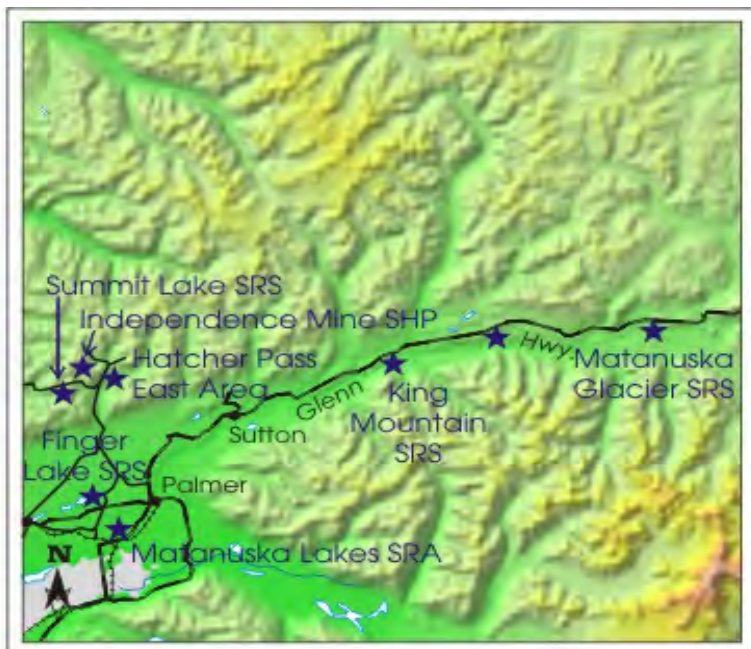 Summit Lake SRS
Independence Mine SHP
Hatcher Pass
East Area
Glenn
Hwy.
Matanuska
Glacier SRS
King
Mountain
SRS
Sutton
Finger
Lake SRS
Palmer
Matanuska Lakes SRA
N